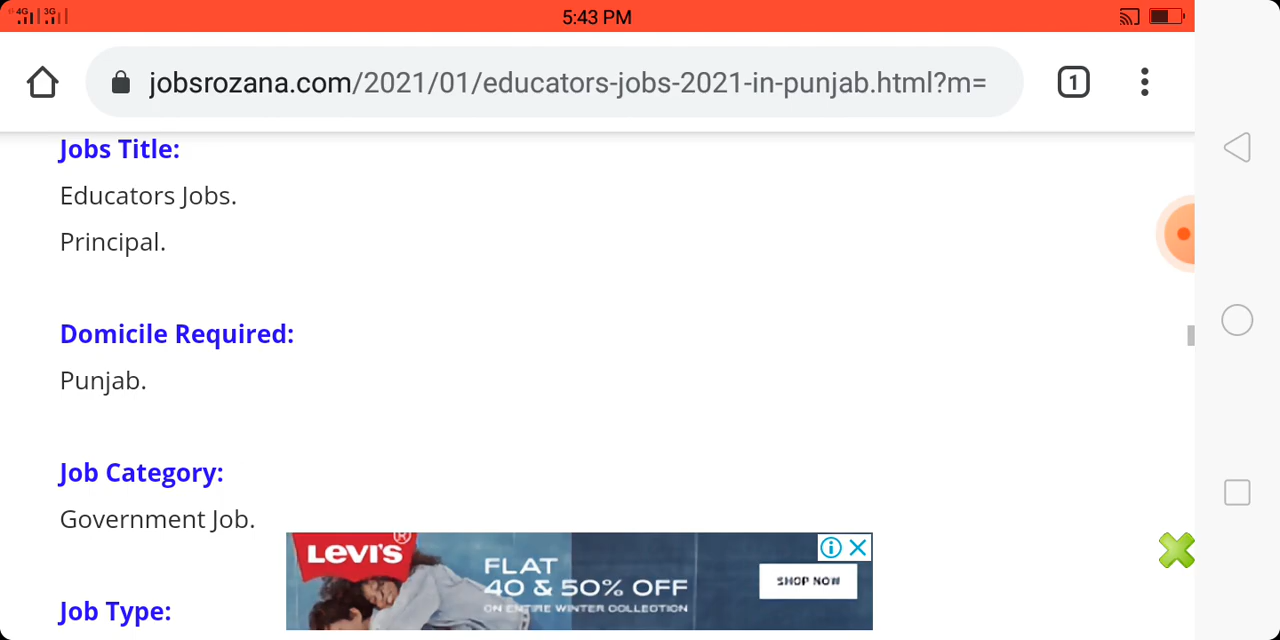 4G 3G 5:43 PM
jobsrozana.com/2021/01/educators-jobs-2021-in-punjab.html?m=
1
Jobs Title:
Educators Jobs.
Principal.
Domicile Required:
Punjab.
Job Category:
Government Job.
LEVI'S®
FLAT
40 & 50% OFF
ON ENTIRE WINTER COLLECTION
SHOP NOW
Job Type: